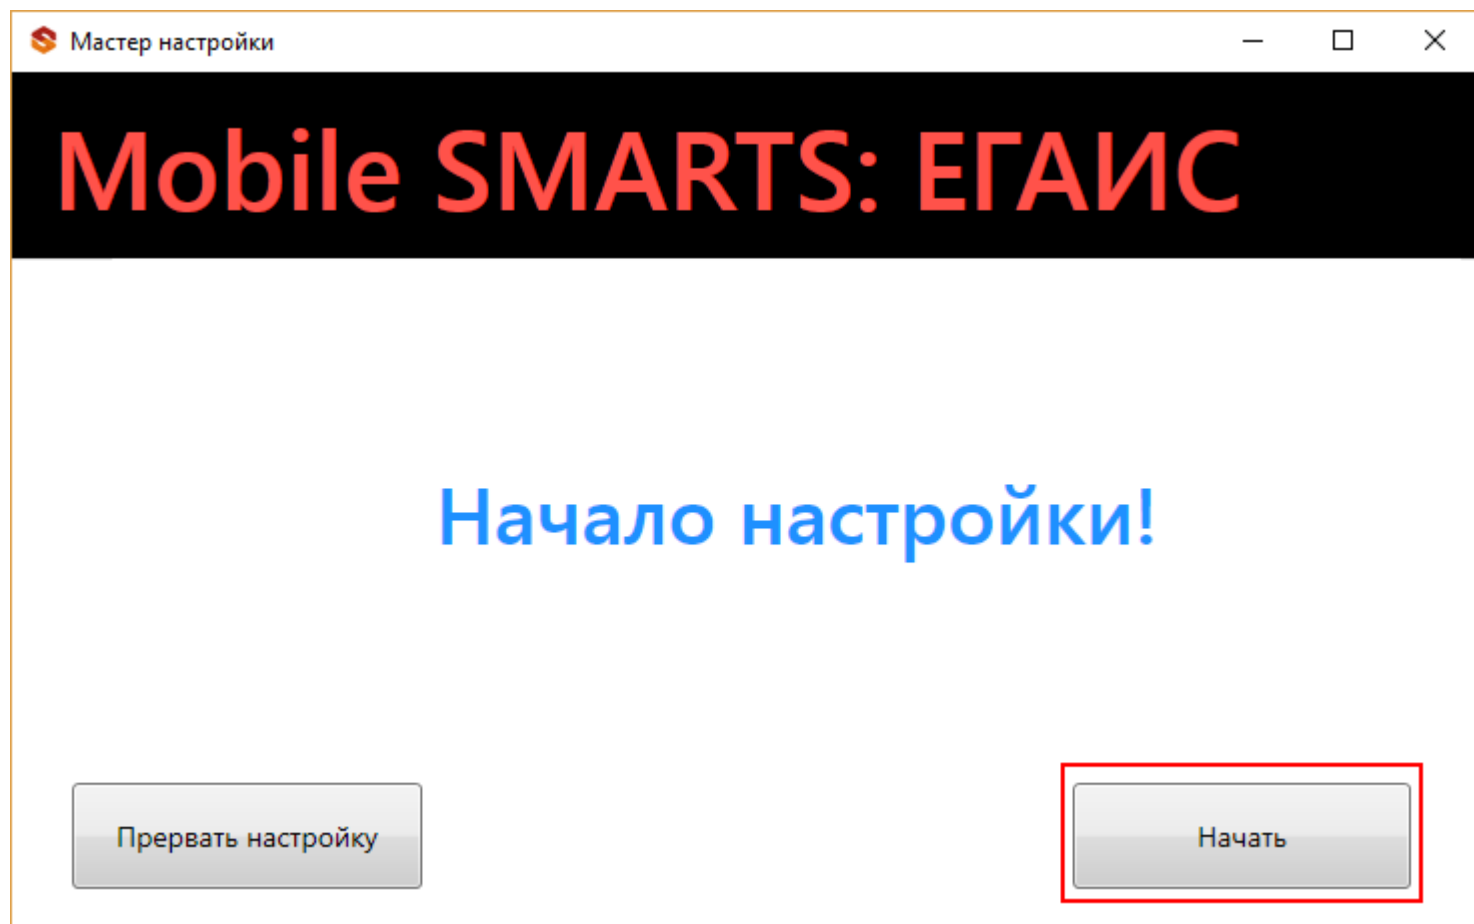 Мастер настройки
Mobile SMARTS: ЕГАИС
Начало настройки!
Прервать настройку
Начать